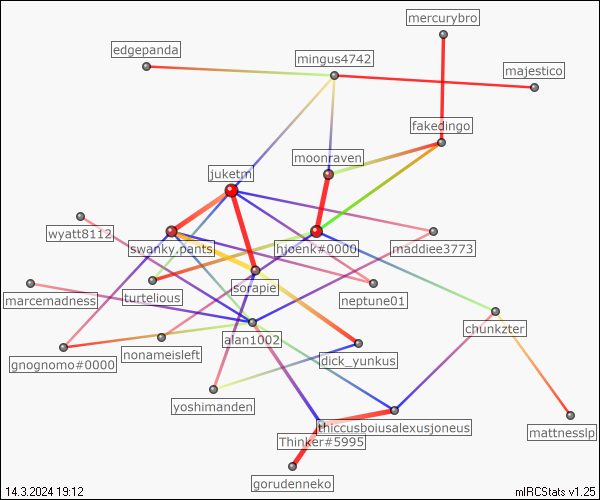 mercurybro
edgepanda
mingus4742
majestico
fakedingo
moonraven
juketm
wyatt8112
swanky.pants
hjoenk#0000
maddiee3773
sorapie
marcemadness
turtelious
neptune01
chunkzter
alan1002
nonameisleft
gnognomo#0000
dick_yunkus
yoshimanden
mattnesslp
thiccusboiusalexusjoneus
Thinker#5995
gorudenneko
14.3.2024 19:12
mIRCStats v1.25